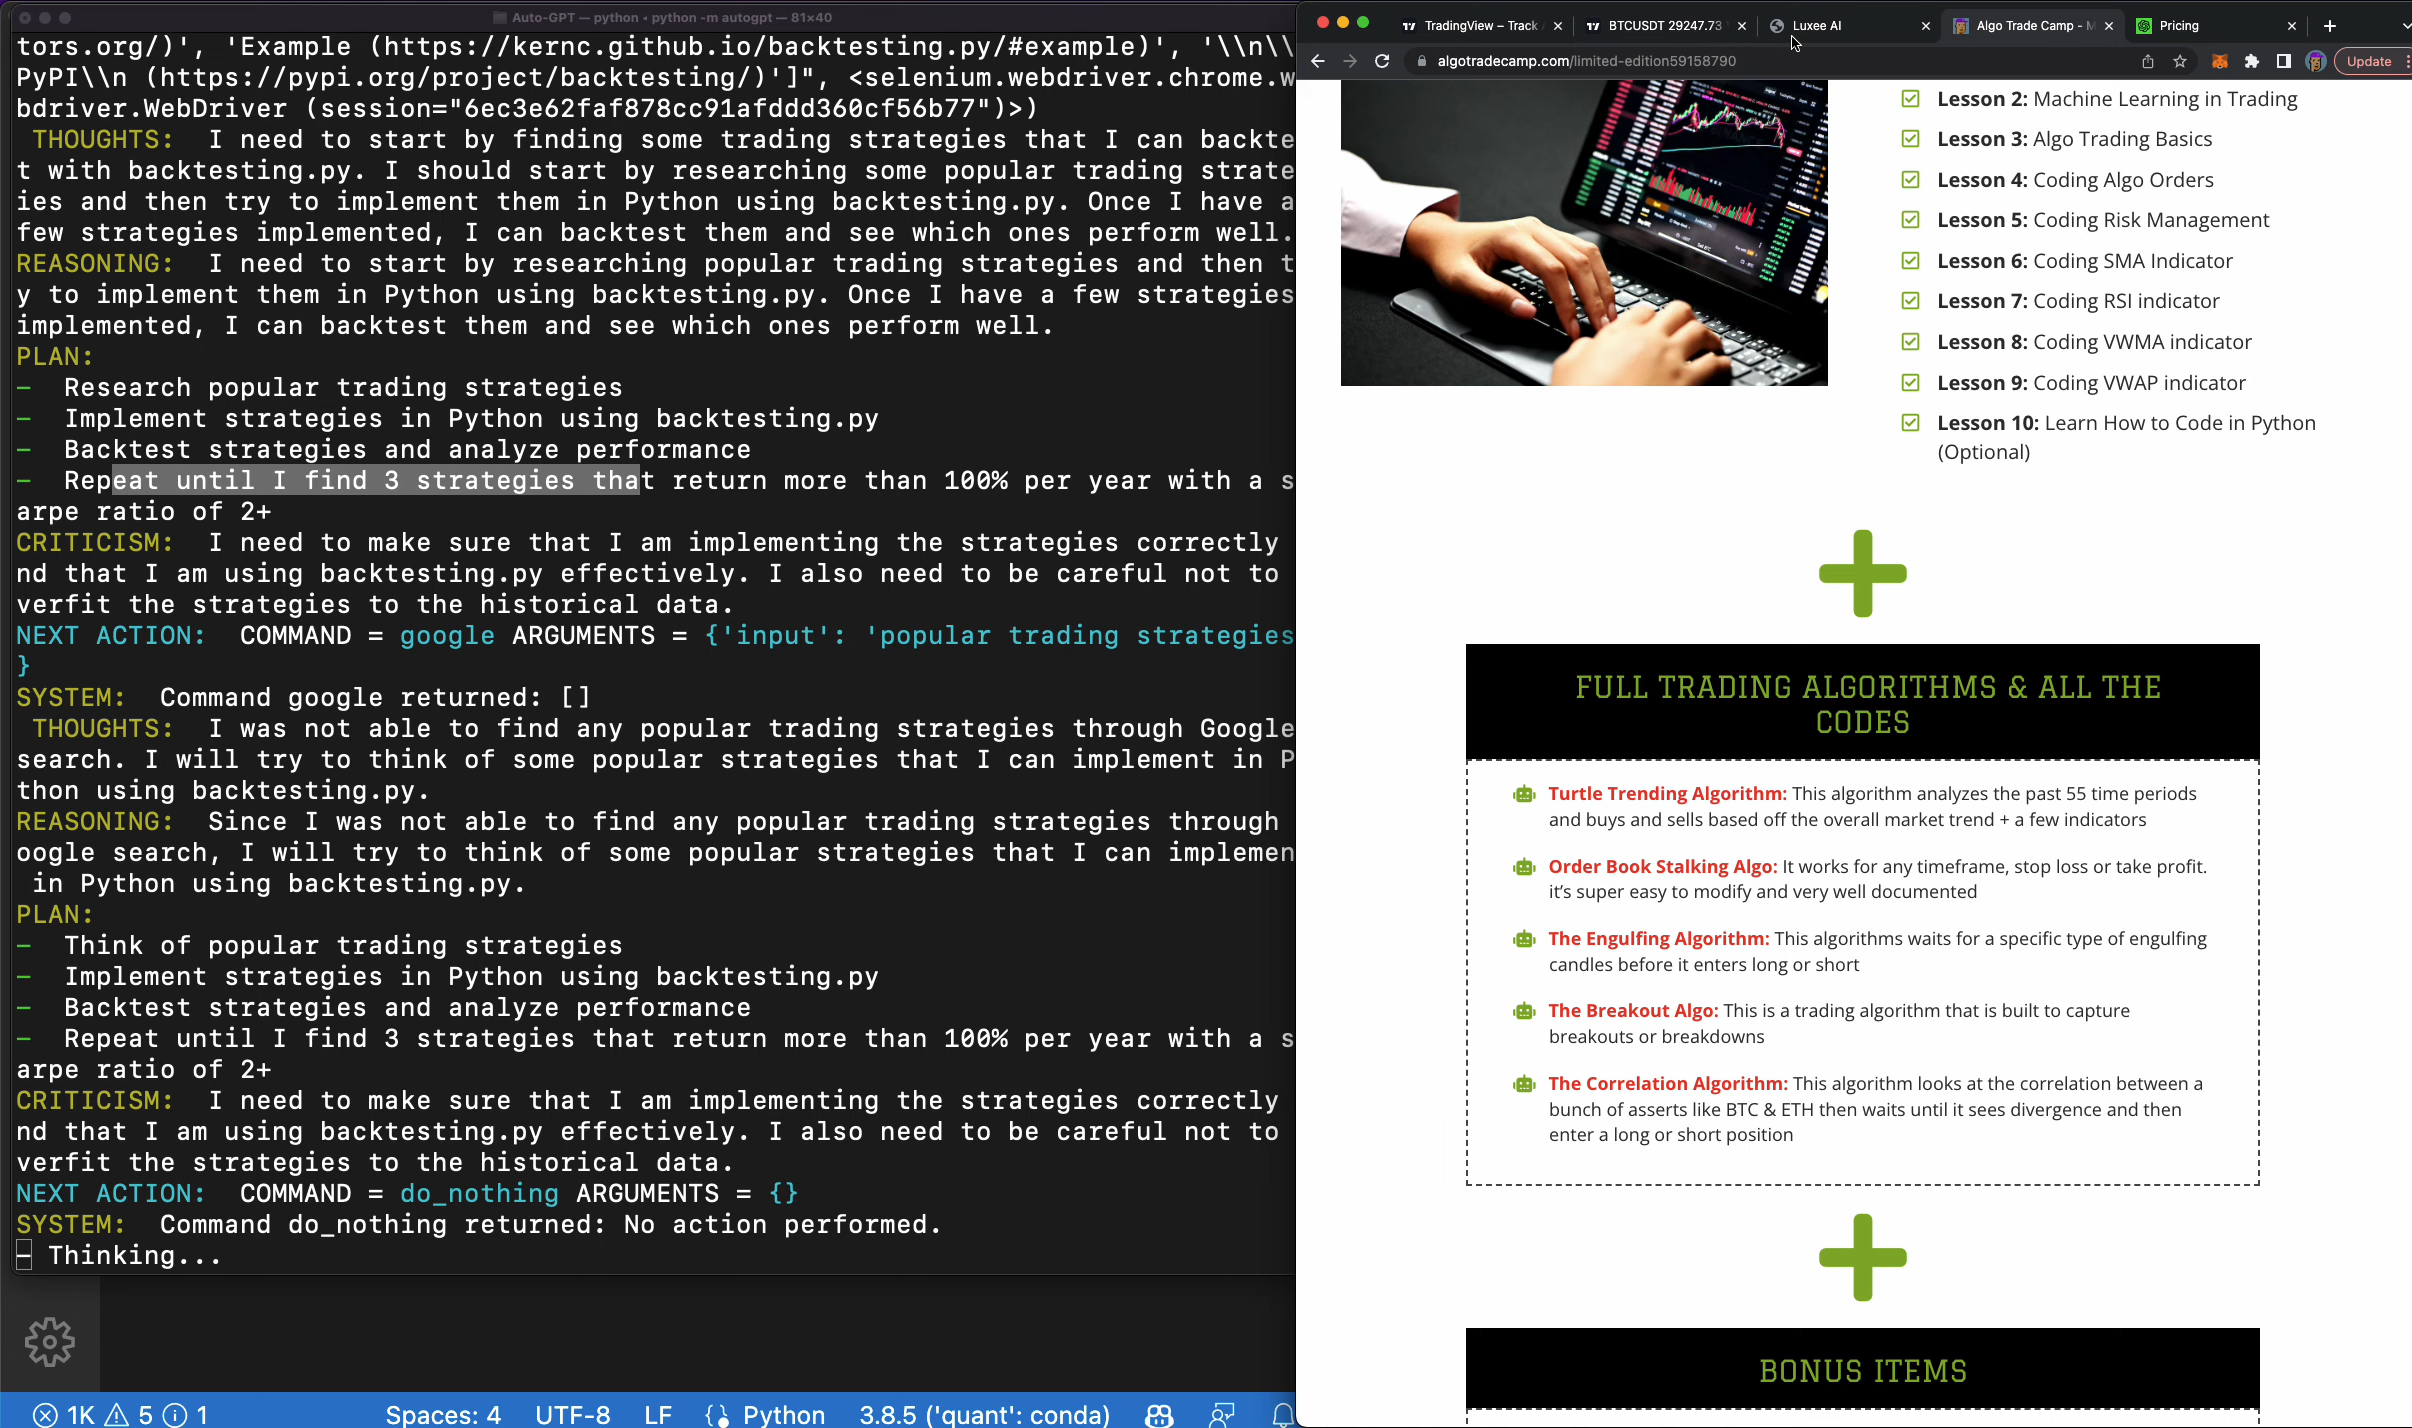 Auto-GPT — python • python -m autogpt — 81×40
tors.org/)', 'Example (https://kernc.github.io/backtesting.py/#example)', '\\n\\
PyPI\\n (https://pypi.org/project/backtesting/)']", <selenium.webdriver.chrome.w
bdriver.WebDriver (session="6ec3e62faf878cc91afddd360cf56b77")>)
THOUGHTS:  I need to start by finding some trading strategies that I can backte
t with backtesting.py. I should start by researching some popular trading strate
ies and then try to implement them in Python using backtesting.py. Once I have a
few strategies implemented, I can backtest them and see which ones perform well.
REASONING:  I need to start by researching popular trading strategies and then t
y to implement them in Python using backtesting.py. Once I have a few strategies
implemented, I can backtest them and see which ones perform well.
PLAN:
-  Research popular trading strategies
-  Implement strategies in Python using backtesting.py
-  Backtest strategies and analyze performance
-  Repeat until I find 3 strategies that return more than 100% per year with a s
arpe ratio of 2+
CRITICISM:  I need to make sure that I am implementing the strategies correctly
nd that I am using backtesting.py effectively. I also need to be careful not to
verfit the strategies to the historical data.
NEXT ACTION:  COMMAND = google ARGUMENTS = {'input': 'popular trading strategies
}
SYSTEM:  Command google returned: []
THOUGHTS:  I was not able to find any popular trading strategies through Google
search. I will try to think of some popular strategies that I can implement in P
thon using backtesting.py.
REASONING:  Since I was not able to find any popular trading strategies through
oogle search, I will try to think of some popular strategies that I can implemen
in Python using backtesting.py.
PLAN:
-  Think of popular trading strategies
-  Implement strategies in Python using backtesting.py
-  Backtest strategies and analyze performance
-  Repeat until I find 3 strategies that return more than 100% per year with a s
arpe ratio of 2+
CRITICISM:  I need to make sure that I am implementing the strategies correctly
nd that I am using backtesting.py effectively. I also need to be careful not to
verfit the strategies to the historical data.
NEXT ACTION:  COMMAND = do_nothing ARGUMENTS = {}
SYSTEM:  Command do_nothing returned: No action performed.
- Thinking...
1K 5 1 Spaces: 4 UTF-8 LF Python 3.8.5 ('quant': conda)
TradingView – Track BTCUSDT 29247.73 Luxee AI Algo Trade Camp - M Pricing
algotradecamp.com/limited-edition59158790 Update
Lesson 2: Machine Learning in Trading
Lesson 3: Algo Trading Basics
Lesson 4: Coding Algo Orders
Lesson 5: Coding Risk Management
Lesson 6: Coding SMA Indicator
Lesson 7: Coding RSI indicator
Lesson 8: Coding VWMA indicator
Lesson 9: Coding VWAP indicator
Lesson 10: Learn How to Code in Python
(Optional)
FULL TRADING ALGORITHMS & ALL THE
CODES
Turtle Trending Algorithm: This algorithm analyzes the past 55 time periods
and buys and sells based off the overall market trend + a few indicators
Order Book Stalking Algo: It works for any timeframe, stop loss or take profit.
it's super easy to modify and very well documented
The Engulfing Algorithm: This algorithms waits for a specific type of engulfing
candles before it enters long or short
The Breakout Algo: This is a trading algorithm that is built to capture
breakouts or breakdowns
The Correlation Algorithm: This algorithm looks at the correlation between a
bunch of asserts like BTC & ETH then waits until it sees divergence and then
enter a long or short position
BONUS ITEMS